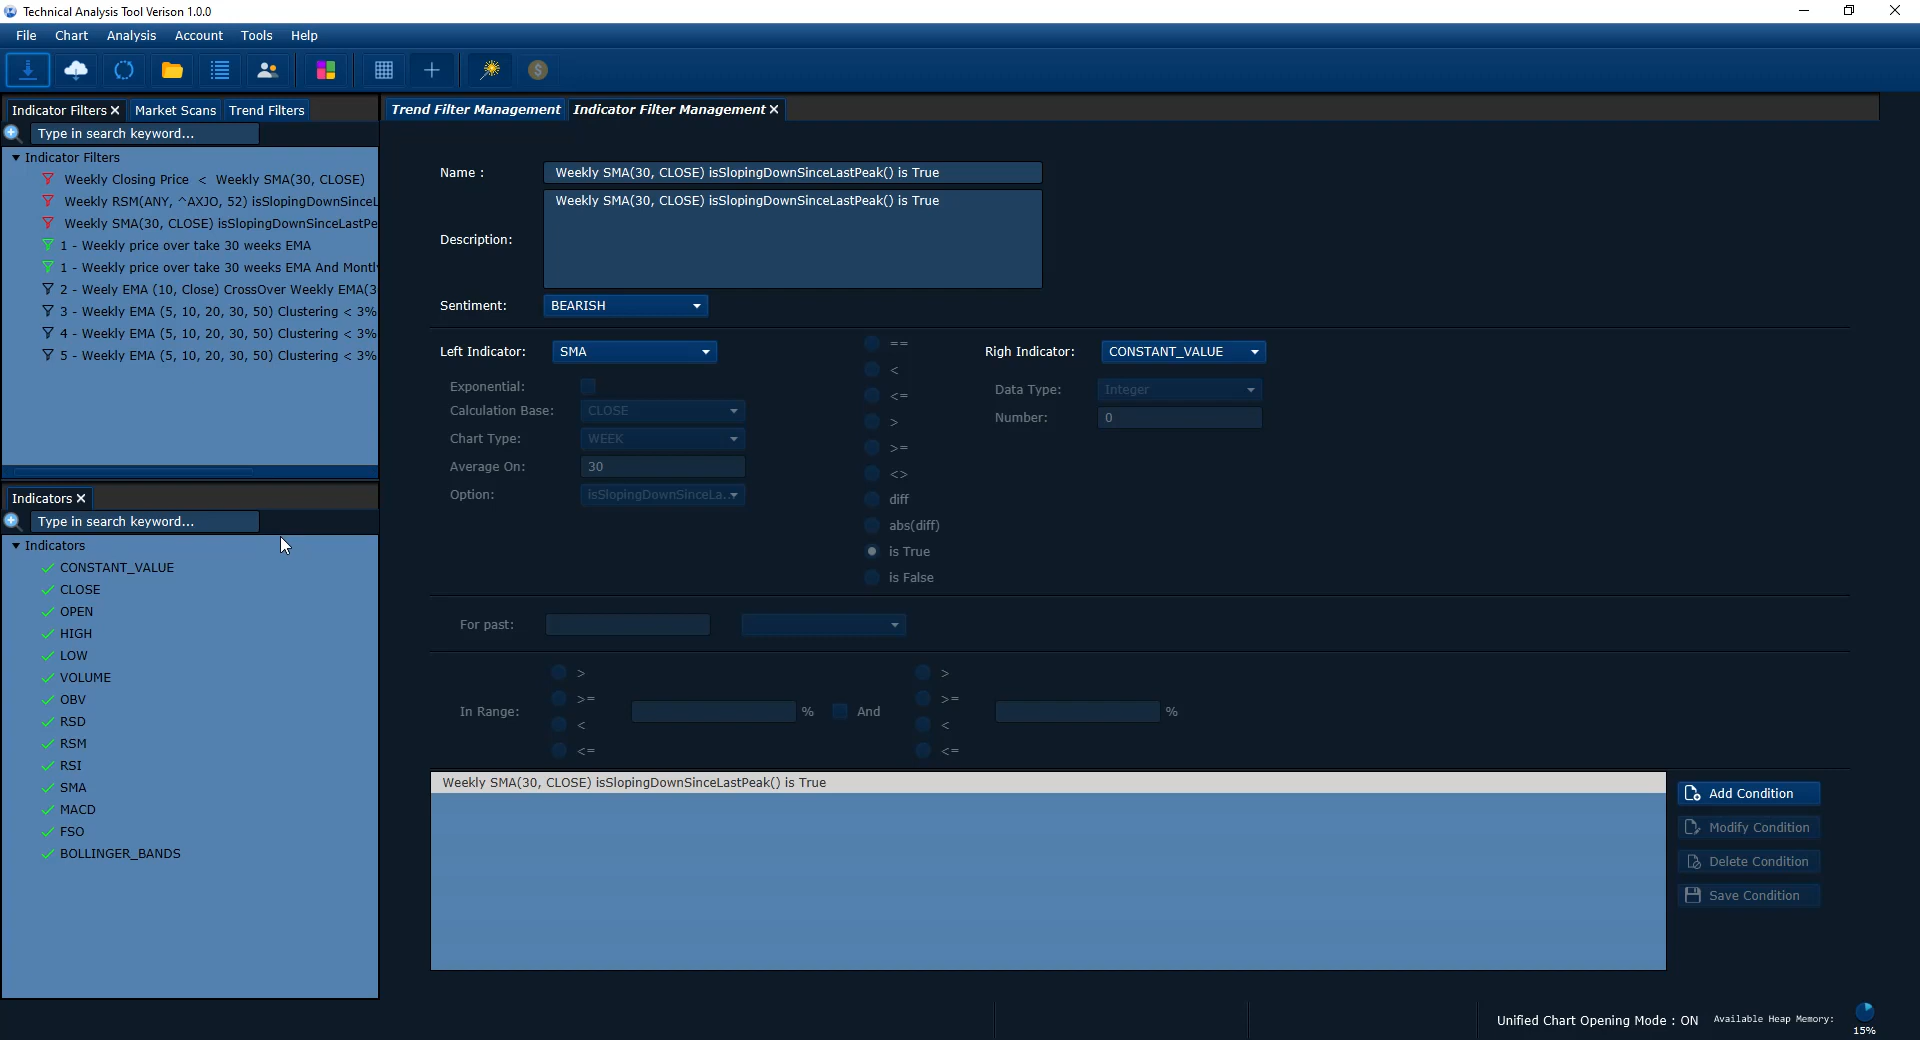 Technical Analysis Tool Verison 1.0.0
File Chart Analysis Account Tools Help
Indicator Filters Market Scans Trend Filters
Type in search keyword...
Indicator Filters
Weekly Closing Price < Weekly SMA(30, CLOSE)
Weekly RSM(ANY, ^AXJO, 52) isSlopingDownSinceL
Weekly SMA(30, CLOSE) isSlopingDownSinceLastPe
1 - Weekly price over take 30 weeks EMA
1 - Weekly price over take 30 weeks EMA And Montl
2 - Weely EMA (10, Close) CrossOver Weekly EMA(3
3 - Weekly EMA (5, 10, 20, 30, 50) Clustering < 3%
4 - Weekly EMA (5, 10, 20, 30, 50) Clustering < 3%
5 - Weekly EMA (5, 10, 20, 30, 50) Clustering < 3%
Indicators
Type in search keyword...
Indicators
CONSTANT_VALUE
CLOSE
OPEN
HIGH
LOW
VOLUME
OBV
RSD
RSM
RSI
SMA
MACD
FSO
BOLLINGER_BANDS
Trend Filter Management Indicator Filter Management
Name : Weekly SMA(30, CLOSE) isSlopingDownSinceLastPeak() is True
Description: Weekly SMA(30, CLOSE) isSlopingDownSinceLastPeak() is True
Sentiment: BEARISH
Left Indicator: SMA
Exponential:
Calculation Base: CLOSE
Chart Type: WEEK
Average On: 30
Option: isSlopingDownSinceLa...
==
<
<=
>
>=
<>
diff
abs(diff)
is True
is False
Righ Indicator: CONSTANT_VALUE
Data Type: Integer
Number: 0
For past:
In Range:
>
>=
<
<=
% And
>
>=
<
<=
%
Weekly SMA(30, CLOSE) isSlopingDownSinceLastPeak() is True
Add Condition
Modify Condition
Delete Condition
Save Condition
Unified Chart Opening Mode : ON Available Heap Memory: 15%